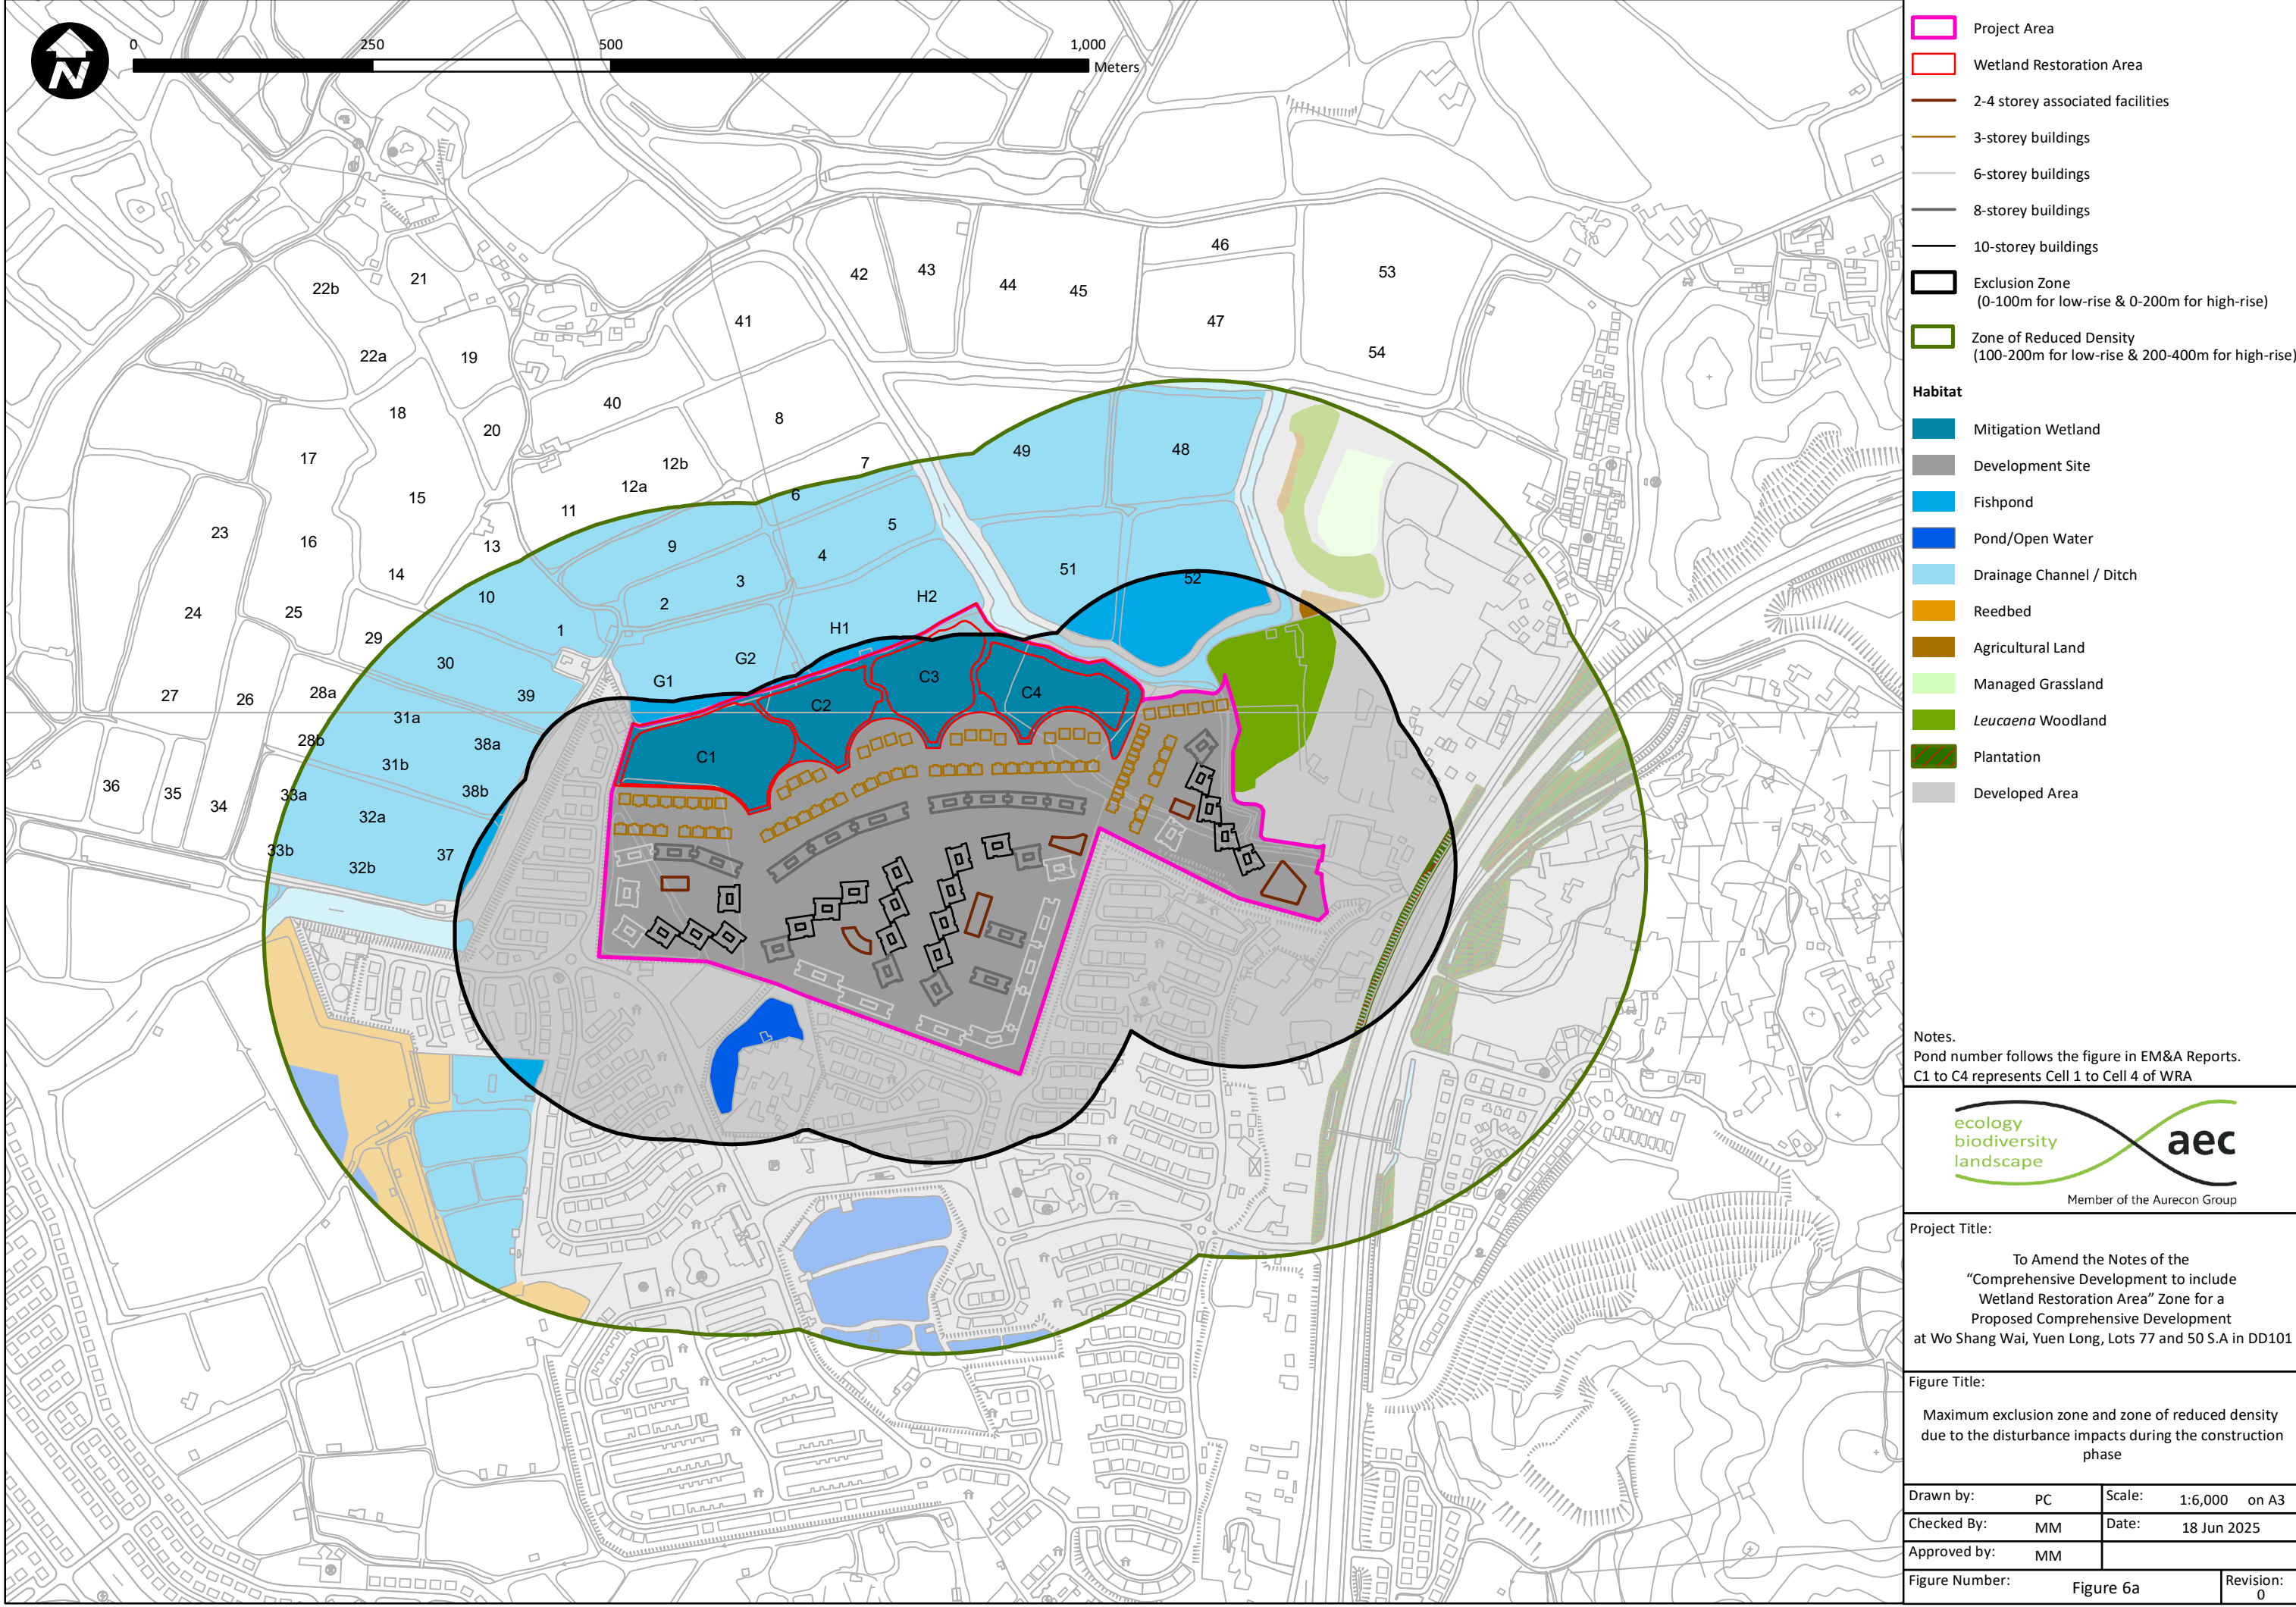 N
0 250 500 1,000
Meters
46
42 43 44 45 53
22b 21
41 47
54
22a 19
40
18 8
20
49 48
17 12b 7
12a 6
15
11 5
23
16 13 9 4
51
14 3 52
10 2 H2
24 25 1 H1
29
30 G2
39 G1 C3 C4
27 26 28a C2
31a
28b 38a C1
31b
36 35 34 33a 38b
32a
33b 37
32b
Project Area
Wetland Restoration Area
2-4 storey associated facilities
3-storey buildings
6-storey buildings
8-storey buildings
10-storey buildings
Exclusion Zone
(0-100m for low-rise & 0-200m for high-rise)
Zone of Reduced Density
(100-200m for low-rise & 200-400m for high-rise)
Habitat
Mitigation Wetland
Development Site
Fishpond
Pond/Open Water
Drainage Channel / Ditch
Reedbed
Agricultural Land
Managed Grassland
Leucaena Woodland
Plantation
Developed Area
Notes.
Pond number follows the figure in EM&A Reports.
C1 to C4 represents Cell 1 to Cell 4 of WRA
ecology
biodiversity
landscape
aec
Member of the Aurecon Group
Project Title:
To Amend the Notes of the
“Comprehensive Development to include
Wetland Restoration Area” Zone for a
Proposed Comprehensive Development
at Wo Shang Wai, Yuen Long, Lots 77 and 50 S.A in DD101
Figure Title:
Maximum exclusion zone and zone of reduced density
due to the disturbance impacts during the construction
phase
Drawn by: PC Scale: 1:6,000 on A3
Checked By: MM Date: 18 Jun 2025
Approved by: MM
Figure Number: Figure 6a Revision:
0